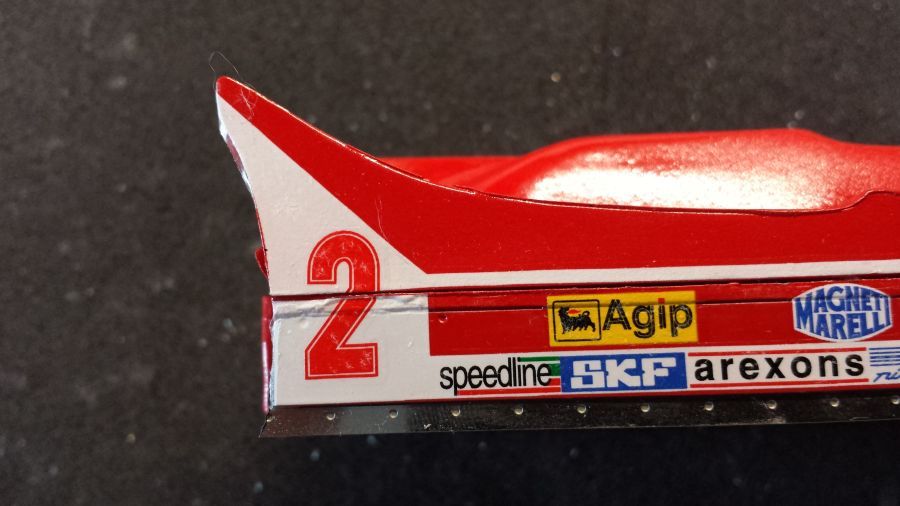 2
Agip
MAGNETI
MARELLI
speedline SKF arexons